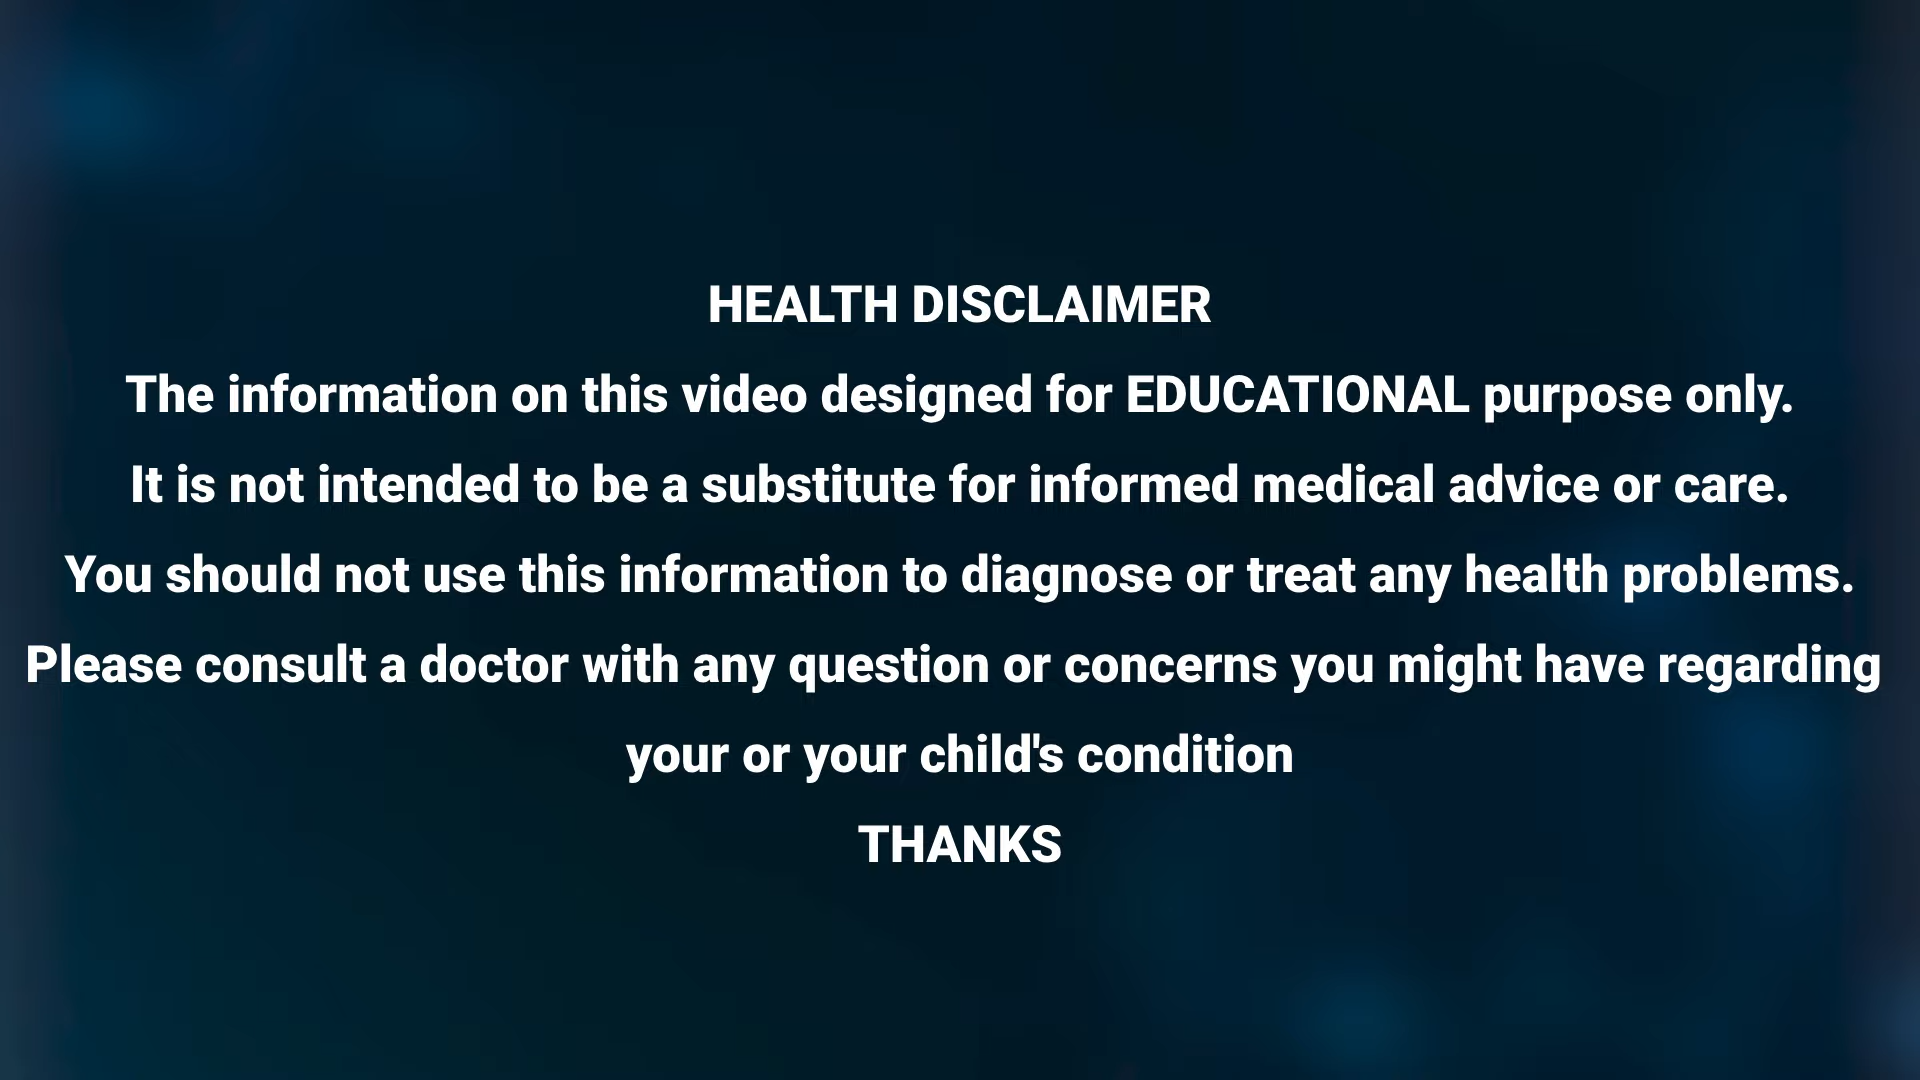 HEALTH DISCLAIMER
The information on this video designed for EDUCATIONAL purpose only.
It is not intended to be a substitute for informed medical advice or care.
You should not use this information to diagnose or treat any health problems.
Please consult a doctor with any question or concerns you might have regarding
your or your child's condition
THANKS